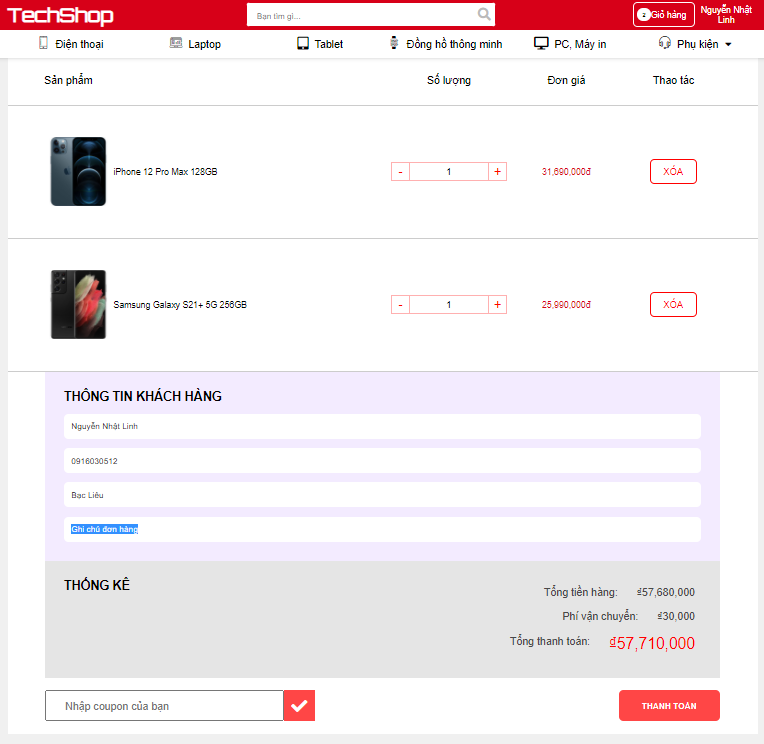 TechShop
Bạn tìm gì...
2 Giỏ hàng
Nguyễn Nhật Linh
Điện thoại
Laptop
Tablet
Đồng hồ thông minh
PC, Máy in
Phụ kiện
Sản phẩm
Số lượng
Đơn giá
Thao tác
iPhone 12 Pro Max 128GB
- 1 +
31,690,000đ
XÓA
Samsung Galaxy S21+ 5G 256GB
- 1 +
25,990,000đ
XÓA
THÔNG TIN KHÁCH HÀNG
Nguyễn Nhật Linh
0916030512
Bạc Liêu
Ghi chú đơn hàng
THỐNG KÊ
Tổng tiền hàng: ₫57,680,000
Phí vận chuyển: ₫30,000
Tổng thanh toán: ₫57,710,000
Nhập coupon của bạn
THANH TOÁN